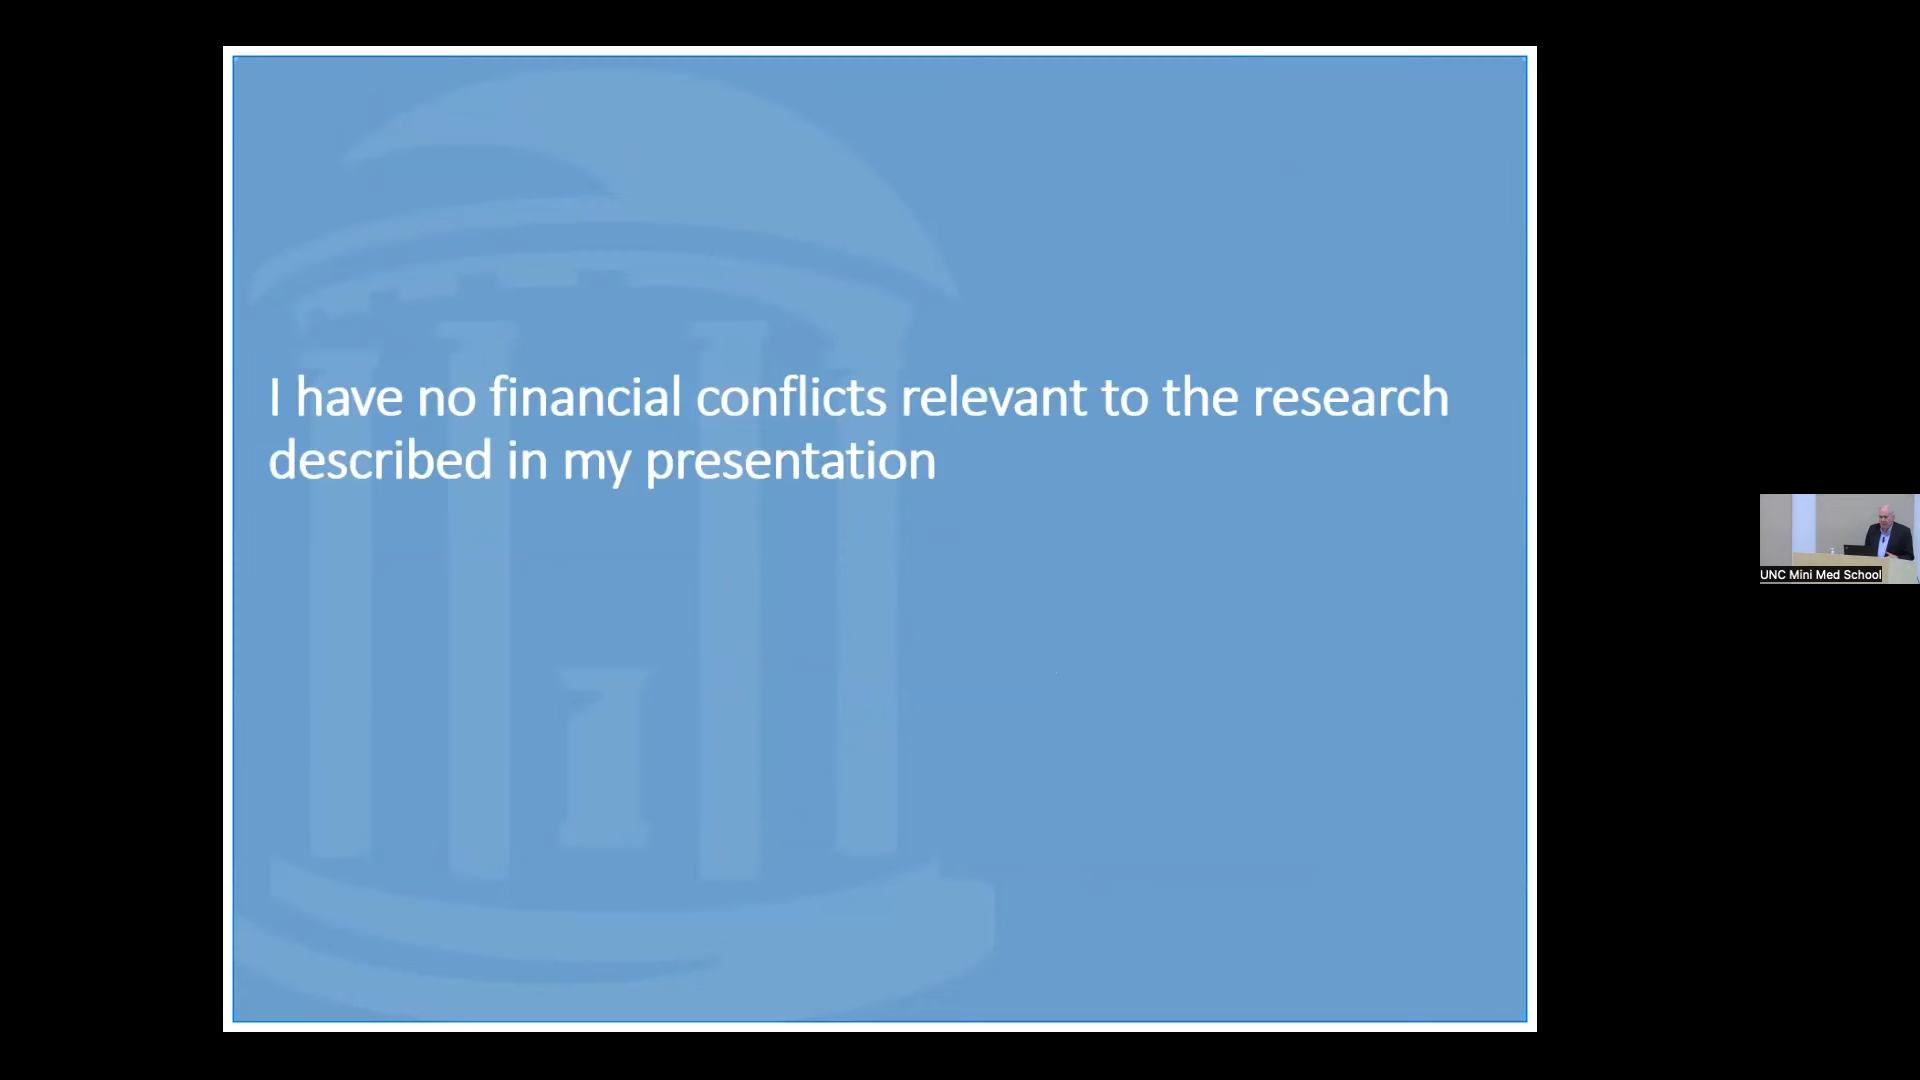 I have no financial conflicts relevant to the research
described in my presentation
UNC Mini Med School